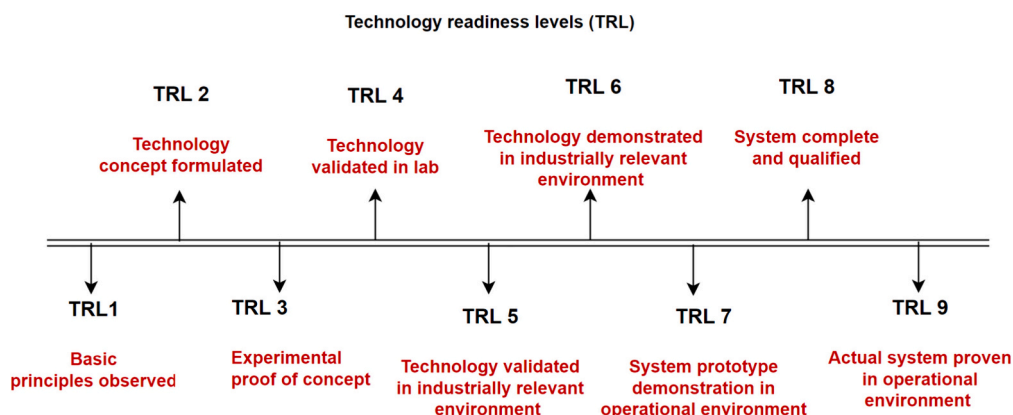 Technology readiness levels (TRL)
TRL 2
Technology
concept formulated
TRL 4
Technology
validated in lab
TRL 6
Technology demonstrated
in industrially relevant
environment
TRL 8
System complete
and qualified
TRL1
Basic
principles observed
TRL 3
Experimental
proof of concept
TRL 5
Technology validated
in industrially relevant
environment
TRL 7
System prototype
demonstration in
operational environment
TRL 9
Actual system proven
in operational
environment